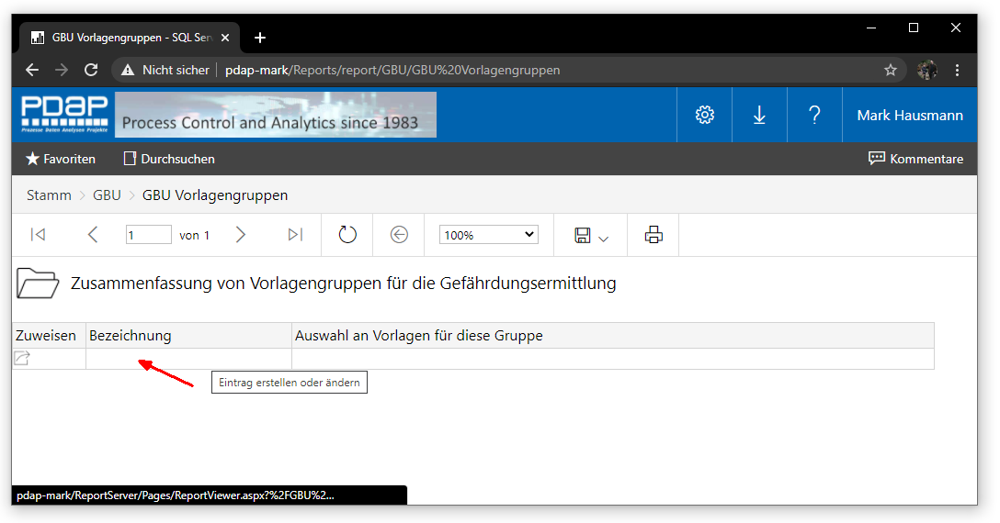 GBU Vorlagengruppen - SQL Ser
Nicht sicher pdap-mark/Reports/report/GBU/GBU%20Vorlagengruppen
PDAP
Prozesse Daten Analysen Projekte
Process Control and Analytics since 1983
? Mark Hausmann
Favoriten Durchsuchen Kommentare
Stamm > GBU > GBU Vorlagengruppen
1 von 1 100%
Zusammenfassung von Vorlagengruppen für die Gefährdungsermittlung
Zuweisen Bezeichnung Auswahl an Vorlagen für diese Gruppe
Eintrag erstellen oder ändern
pdap-mark/ReportServer/Pages/ReportViewer.aspx?%2FGBU%2...